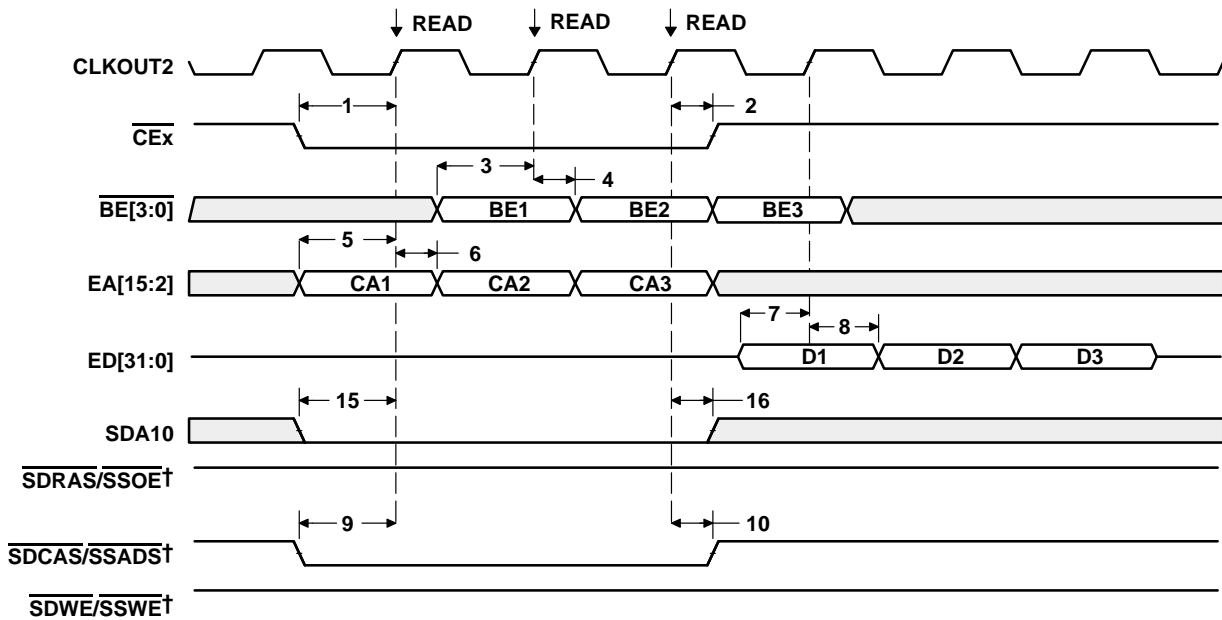 READ READ READ
CLKOUT2
1 2
CEx
3 4
BE[3:0] BE1 BE2 BE3
5 6
EA[15:2] CA1 CA2 CA3
7 8
ED[31:0] D1 D2 D3
15 16
SDA10
SDRAS/SSOE†
9 10
SDCAS/SSADS†
SDWE/SSWE†